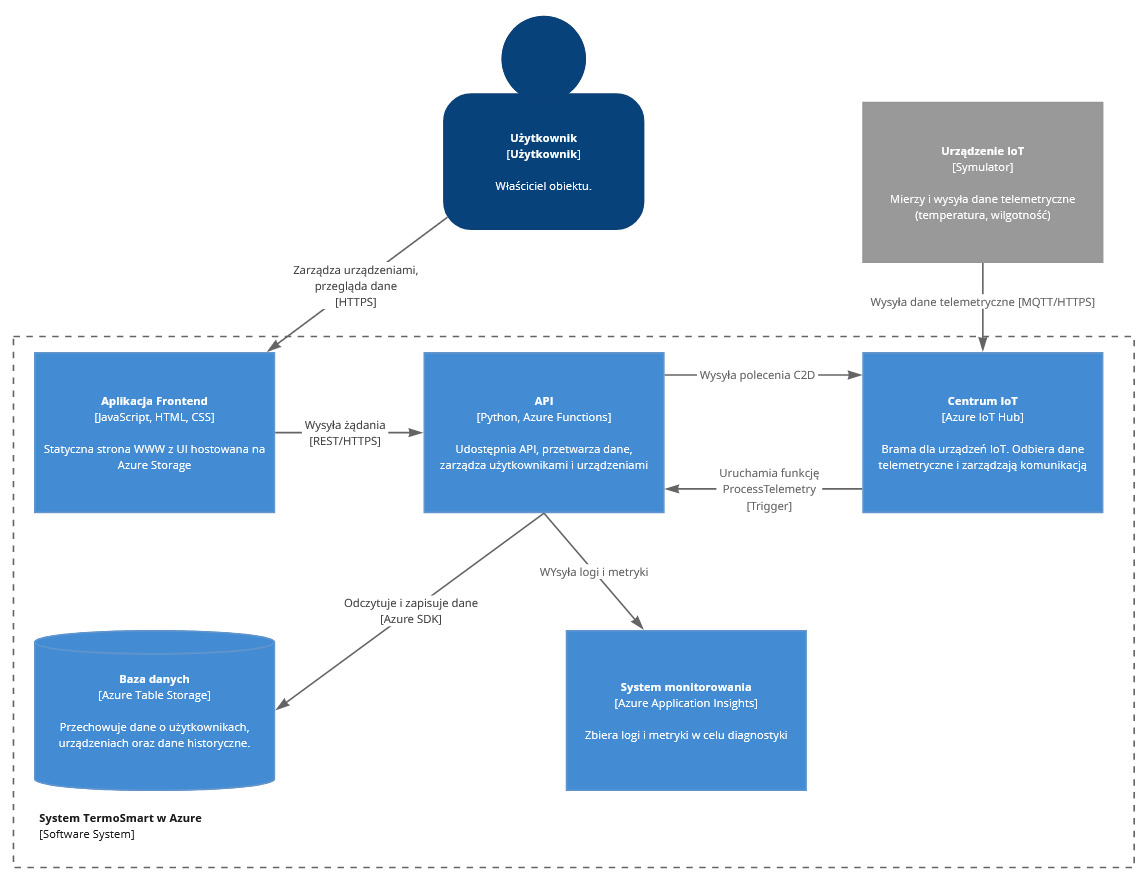 Użytkownik
[Użytkownik]
Właściciel obiektu.
Urządzenie IoT
[Symulator]
Mierzy i wysyła dane telemetryczne
(temperatura, wilgotność)
Zarządza urządzeniami,
przegląda dane
[HTTPS]
Wysyła dane telemetryczne [MQTT/HTTPS]
Aplikacja Frontend
[JavaScript, HTML, CSS]
Statyczna strona WWW z UI hostowana na
Azure Storage
Wysyła żądania
[REST/HTTPS]
API
[Python, Azure Functions]
Udostępnia API, przetwarza dane,
zarządza użytkownikami i urządzeniami
Wysyła polecenia C2D
Uruchamia funkcję
ProcessTelemetry
[Trigger]
Centrum IoT
[Azure IoT Hub]
Brama dla urządzeń IoT. Odbiera dane
telemetryczne i zarządzają komunikacją
Odczytuje i zapisuje dane
[Azure SDK]
WYsyła logi i metryki
Baza danych
[Azure Table Storage]
Przechowuje dane o użytkownikach,
urządzeniach oraz dane historyczne.
System monitorowania
[Azure Application Insights]
Zbiera logi i metryki w celu diagnostyki
System TermoSmart w Azure
[Software System]